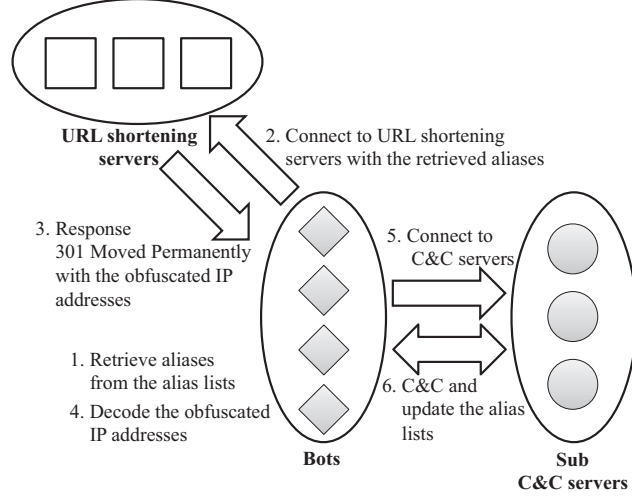 URL shortening
servers
2. Connect to URL shortening
servers with the retrieved aliases
3. Response
301 Moved Permanently
with the obfuscated IP
addresses
5. Connect to
C&C servers
1. Retrieve aliases
from the alias lists
4. Decode the obfuscated
IP addresses
6. C&C and
update the alias
lists
Bots
Sub
C&C servers